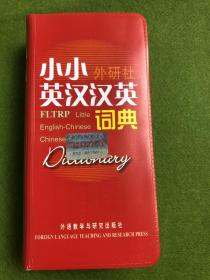 小小 外研社
英汉汉英
FLTRP Little 词典
English-Chinese
Chinese
Dictionary
外语教学与研究出版社
FOREIGN LANGUAGE TEACHING AND RESEARCH PRESS